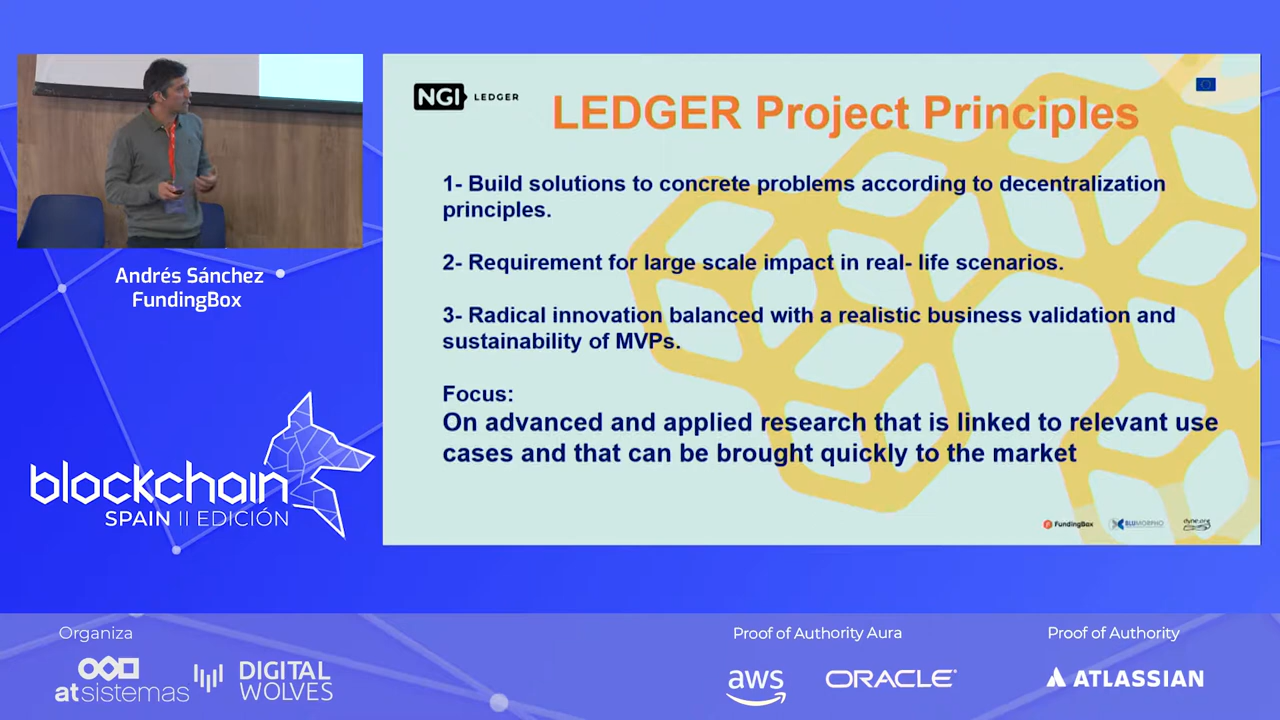 NGI LEDGER
LEDGER Project Principles
1- Build solutions to concrete problems according to decentralization
principles.
2- Requirement for large scale impact in real- life scenarios.
3- Radical innovation balanced with a realistic business validation and
sustainability of MVPs.
Focus:
On advanced and applied research that is linked to relevant use
cases and that can be brought quickly to the market
FundingBox BLUMORPHO dyne.org
Andrés Sánchez
FundingBox
blockchain
SPAIN II EDICIÓN
Organiza
atsistemas
DIGITAL
WOLVES
Proof of Authority Aura
aws ORACLE
Proof of Authority
ATLASSIAN